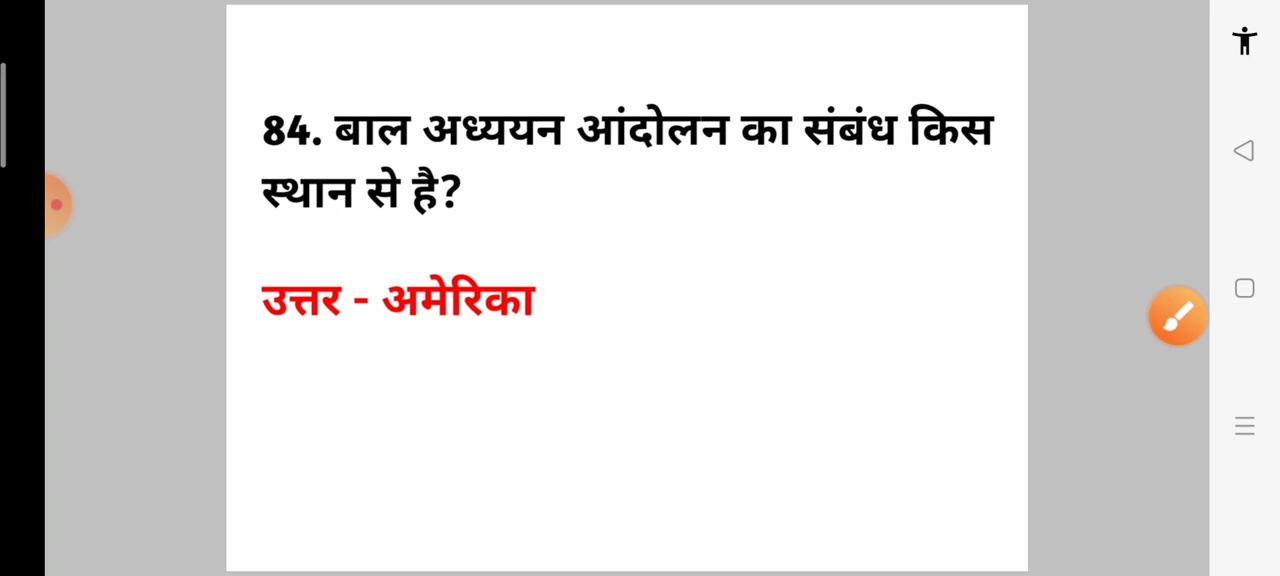 84. बाल अध्ययन आंदोलन का संबंध किस
स्थान से है?
उत्तर - अमेरिका